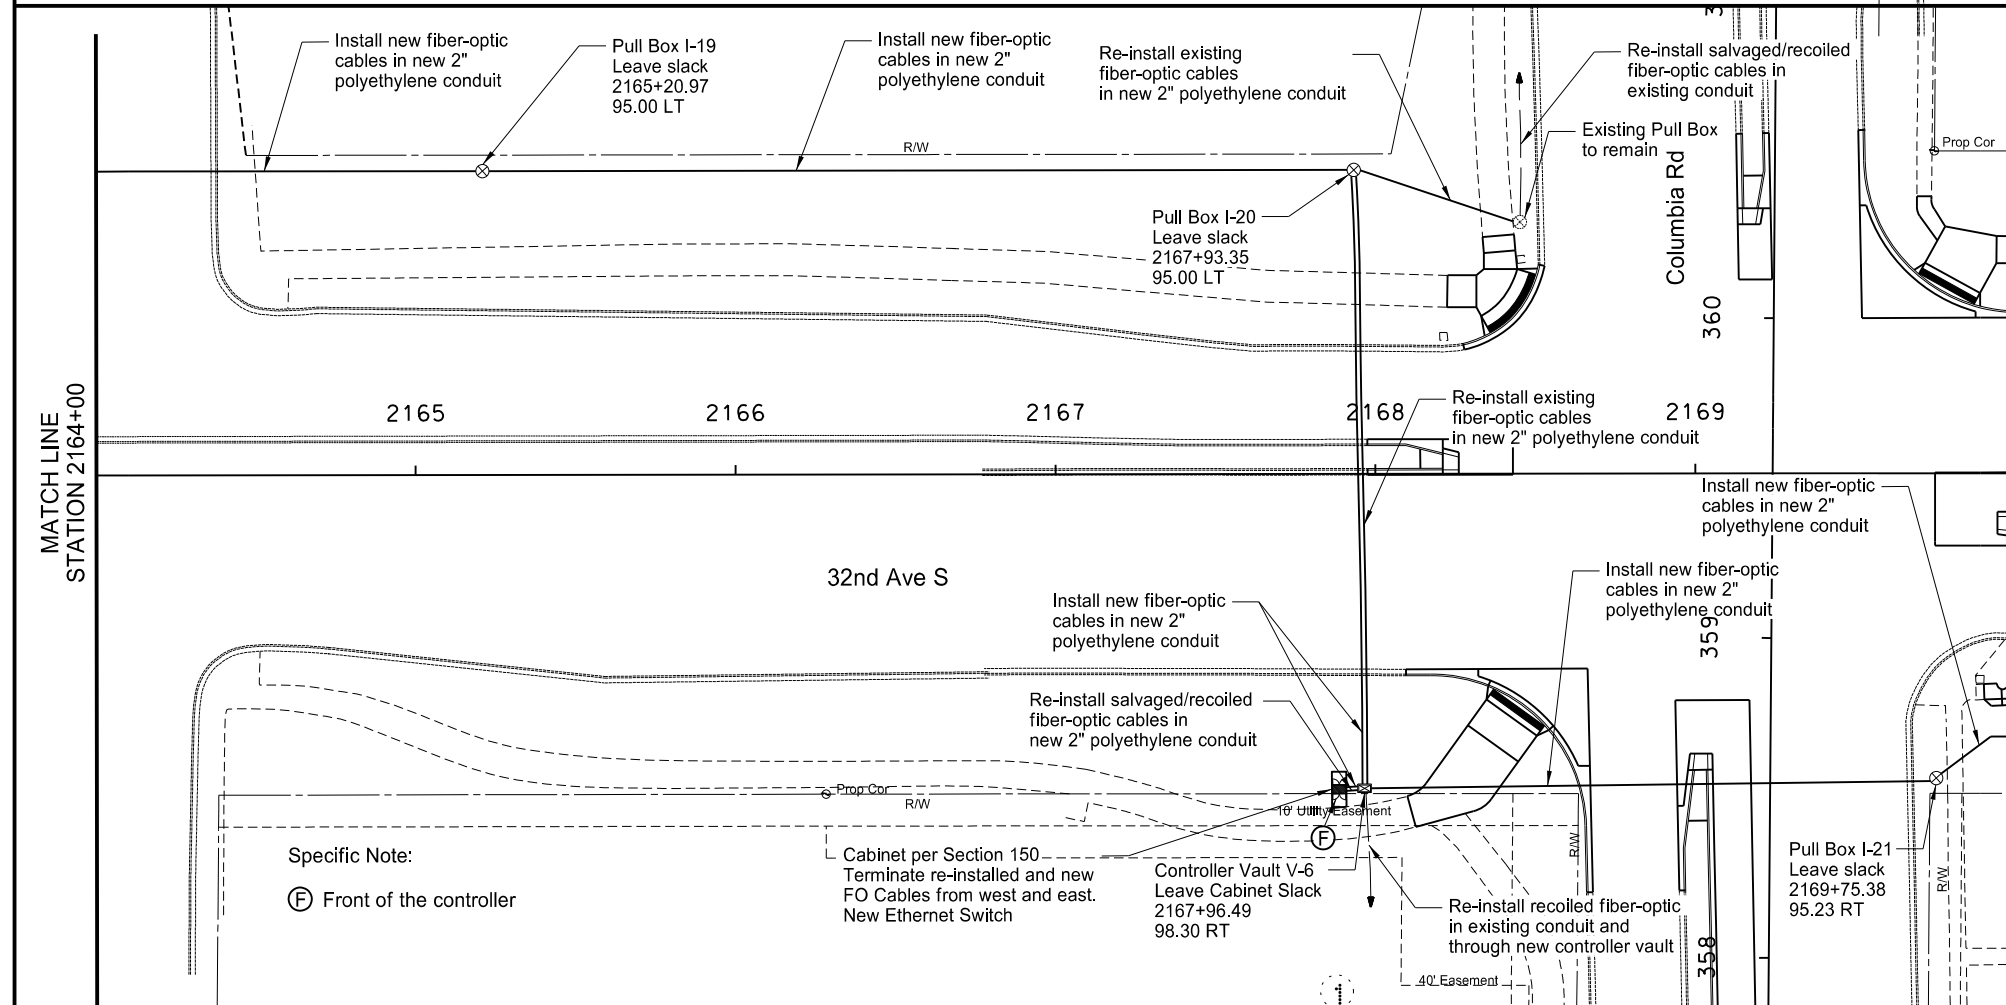 Install new fiber-optic
cables in new 2"
polyethylene conduit
Pull Box I-19
Leave slack
2165+20.97
95.00 LT
Install new fiber-optic
cables in new 2"
polyethylene conduit
Re-install existing
fiber-optic cables
in new 2" polyethylene conduit
Re-install salvaged/recoiled
fiber-optic cables in
existing conduit
Existing Pull Box
to remain
Prop Cor
R/W
Columbia Rd
Pull Box I-20
Leave slack
2167+93.35
95.00 LT
360
MATCH LINE
STATION 2164+00
2165
2166
2167
2168
2169
Re-install existing
fiber-optic cables
in new 2" polyethylene conduit
Install new fiber-optic
cables in new 2"
polyethylene conduit
32nd Ave S
Install new fiber-optic
cables in new 2"
polyethylene conduit
Install new fiber-optic
cables in new 2"
polyethylene conduit
359
Re-install salvaged/recoiled
fiber-optic cables in
new 2" polyethylene conduit
Prop Cor
R/W
10' Utility Easement
F
R/W
R/W
Specific Note:
F Front of the controller
Cabinet per Section 150
Terminate re-installed and new
FO Cables from west and east.
New Ethernet Switch
Controller Vault V-6
Leave Cabinet Slack
2167+96.49
98.30 RT
Re-install recoiled fiber-optic
in existing conduit and
through new controller vault
Pull Box I-21
Leave slack
2169+75.38
95.23 RT
358
40' Easement